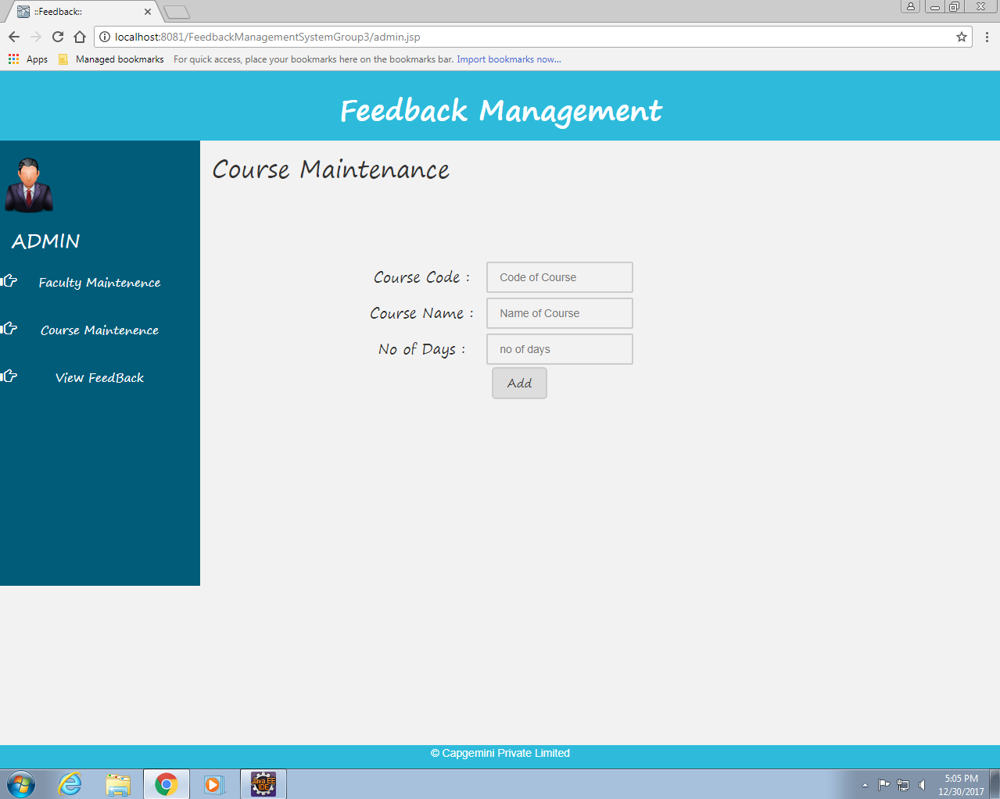 ::Feedback::
localhost:8081/FeedbackManagementSystemGroup3/admin.jsp
Apps Managed bookmarks For quick access, place your bookmarks here on the bookmarks bar. Import bookmarks now...
Feedback Management
Course Maintenance
ADMIN
Faculty Maintenence
Course Maintenence
View FeedBack
Course Code : Code of Course
Course Name : Name of Course
No of Days : no of days
Add
© Capgemini Private Limited
Java EE
IDE
5:05 PM
12/30/2017